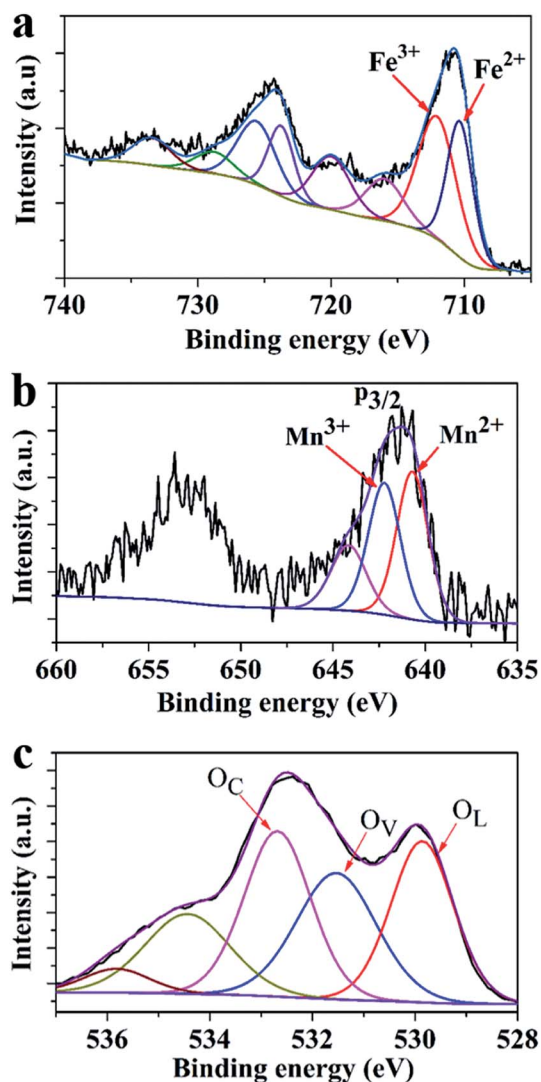 a
Intensity (a.u)
Fe3+
Fe2+
740 730 720 710
Binding energy (eV)
b
Intensity (a.u.)
p3/2
Mn3+
Mn2+
660 655 650 645 640 635
Binding energy (eV)
c
Intensity (a.u.)
OC
OV
OL
536 534 532 530 528
Binding energy (eV)